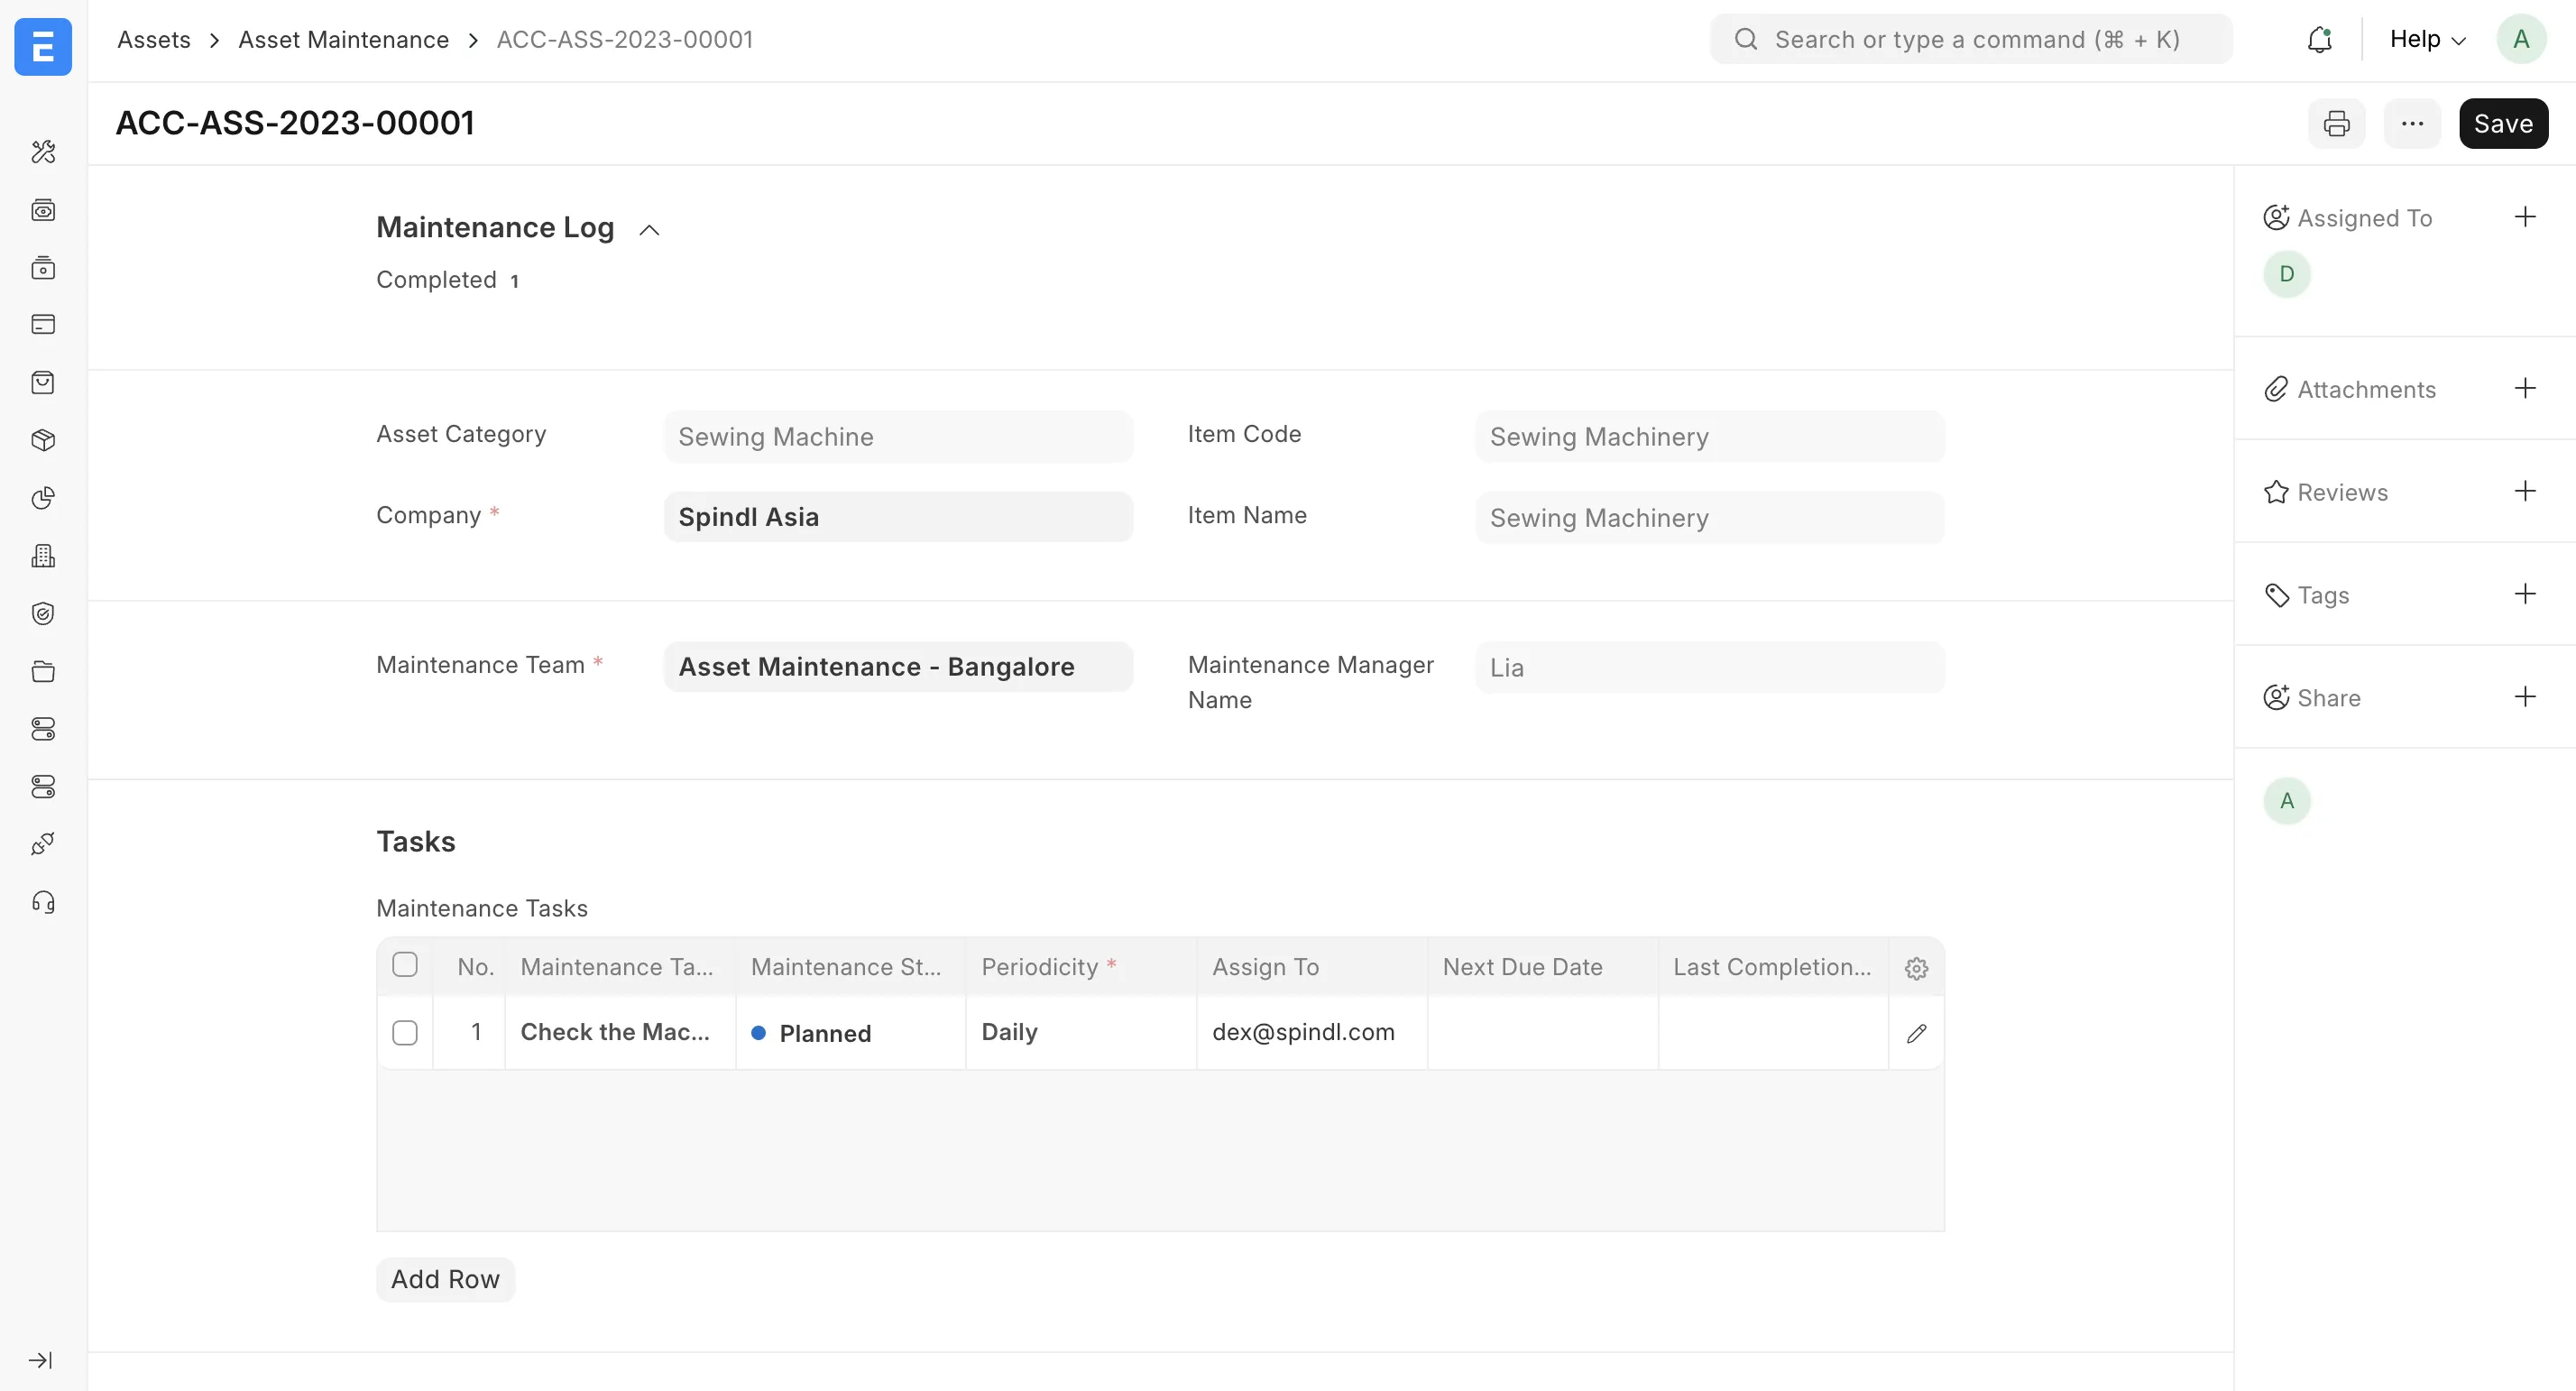 E
Assets > Asset Maintenance > ACC-ASS-2023-00001
Search or type a command (⌘ + K)
Help
A
ACC-ASS-2023-00001
Save
Maintenance Log
Completed 1
Asset Category Sewing Machine
Item Code Sewing Machinery
Company * Spindl Asia
Item Name Sewing Machinery
Maintenance Team * Asset Maintenance - Bangalore
Maintenance Manager Name Lia
Tasks
Maintenance Tasks
No. Maintenance Ta... Maintenance St... Periodicity * Assign To Next Due Date Last Completion...
1 Check the Mac... Planned Daily dex@spindl.com
Add Row
Assigned To
D
Attachments
Reviews
Tags
Share
A